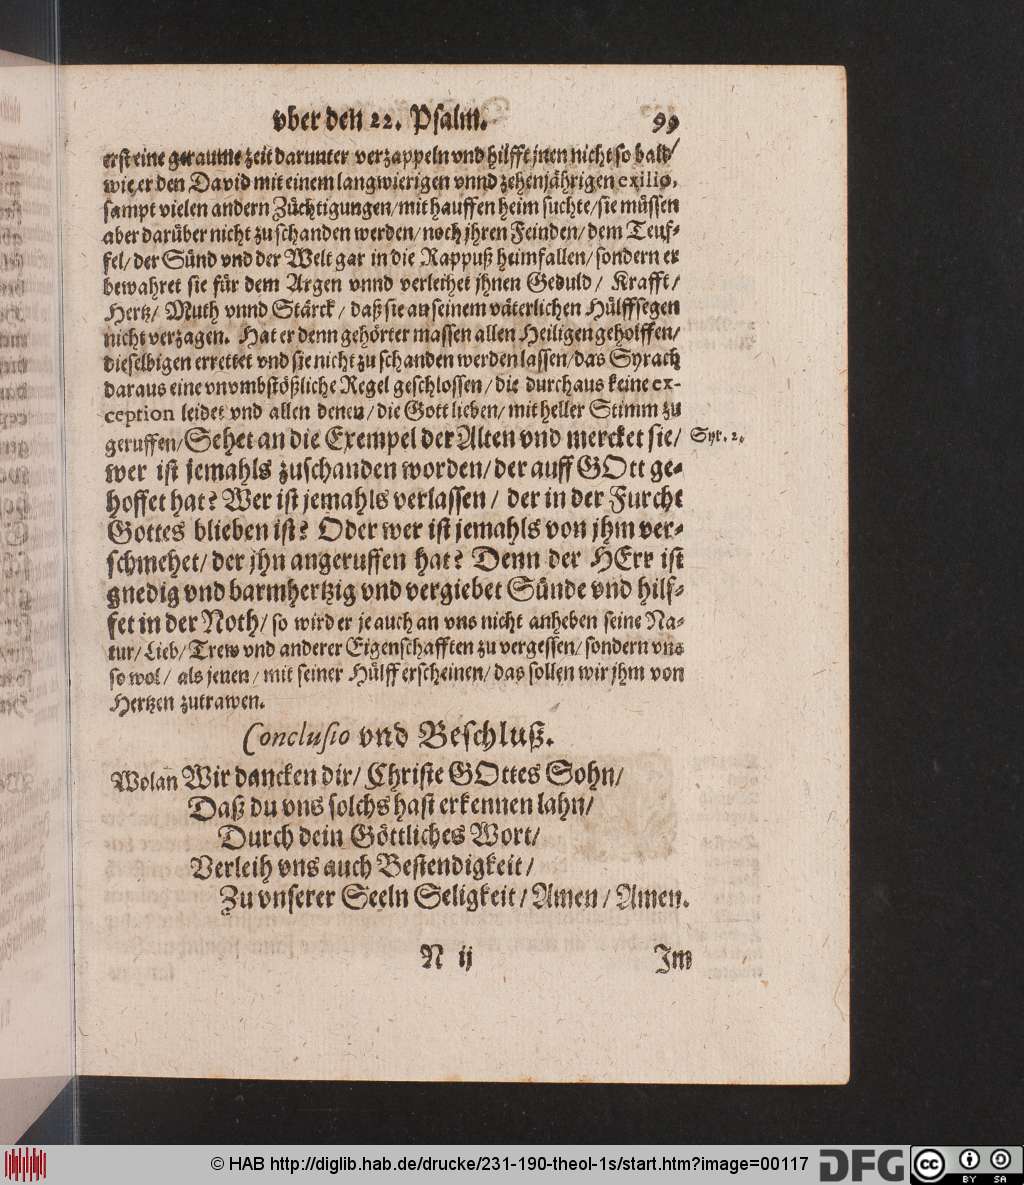 vber den 22. Psalm. 99
erst eine geraume zeit darunter verzappeln vnd hilfft jnen nicht so bald/
wie er den David mit einem langwierigen vnnd zehenjährigen exilio,
sampt vielen andern Züchtigungen/ mit hauffen heim suchte/ sie müssen
aber darüber nicht zu schanden werden/ noch jhren Feinden/ dem Teuf-
fel/ der Sünd vnd der Welt gar in die Rappuß heimfallen/ sondern er
bewahret sie für dem Argen vnnd verleihet jhnen Geduld/ Krafft/
Hertz/ Muth vnnd Stärck/ daß sie an seinem väterlichen Hülffsegen
nicht verzagen. Hat er denn gehörter massen allen Heiligen geholffen/
dieselbigen errettet vnd sie nicht zu schanden werden lassen/ das Syrach
daraus eine vnvmbstößliche Regel geschlossen/ die durchaus keine ex-
ception leidet vnd allen denen/ die Gott lieben/ mit heller Stimm zu
geruffen/ Sehet an die Exempel der Alten vnd mercket sie/ Syr. 2.
wer ist jemahls zuschanden worden/ der auff GOtt ge-
hoffet hat? Wer ist jemahls verlassen/ der in der Furcht
Gottes blieben ist? Oder wer ist jemahls von jhm ver-
schmehet/ der jhn angeruffen hat? Denn der HErr ist
gnedig vnd barmhertzig vnd vergiebet Sünde vnd hilf-
fet in der Noth/ so wird er je auch an vns nicht anheben seine Na-
tur/ Lieb/ Trew vnd anderer Eigenschafften zu vergessen/ sondern vns
so wol/ als jenen/ mit seiner Hülff erscheinen/ das sollen wir jhm von
Hertzen zutrawen.
Conclusio vnd Beschluß.
Wolan Wir dancken dir/ Christe GOttes Sohn/
Daß du vns solchs hast erkennen lahn/
Durch dein Göttliches Wort/
Verleih vns auch Bestendigkeit/
Zu vnserer Seeln Seligkeit/ Amen/ Amen.
N ij Im
© HAB http://diglib.hab.de/drucke/231-190-theol-1s/start.htm?image=00117 DFG cc BY SA